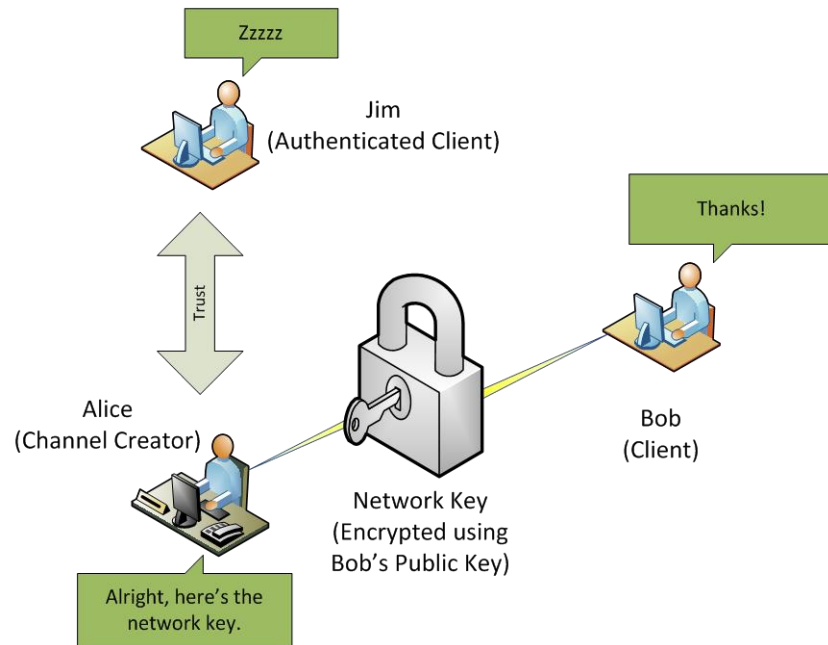 Zzzzz
Jim
(Authenticated Client)
Thanks!
Trust
Alice
(Channel Creator)
Bob
(Client)
Network Key
(Encrypted using
Bob's Public Key)
Alright, here's the
network key.